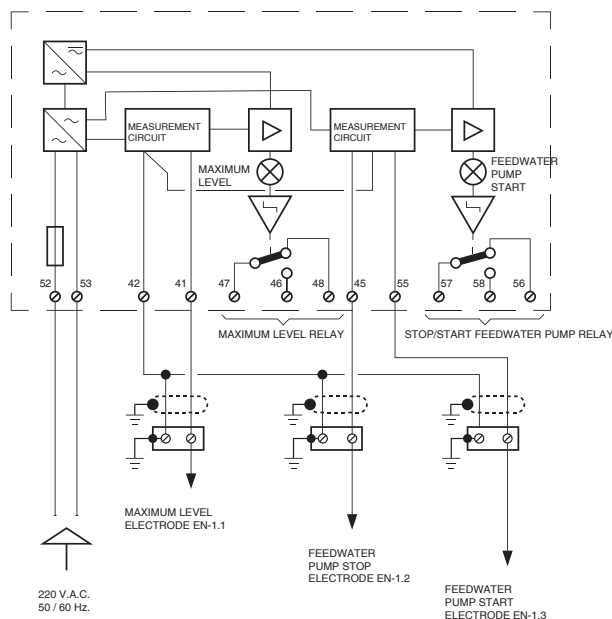 MEASUREMENT
CIRCUIT
MEASUREMENT
CIRCUIT
MAXIMUM
LEVEL
FEEDWATER
PUMP
START
52
53
42
41
47
46
48
45
55
57
58
56
MAXIMUM LEVEL RELAY
STOP/START FEEDWATER PUMP RELAY
MAXIMUM LEVEL
ELECTRODE EN-1.1
FEEDWATER
PUMP STOP
ELECTRODE EN-1.2
FEEDWATER
PUMP START
ELECTRODE EN-1.3
220 V.A.C.
50 / 60 Hz.